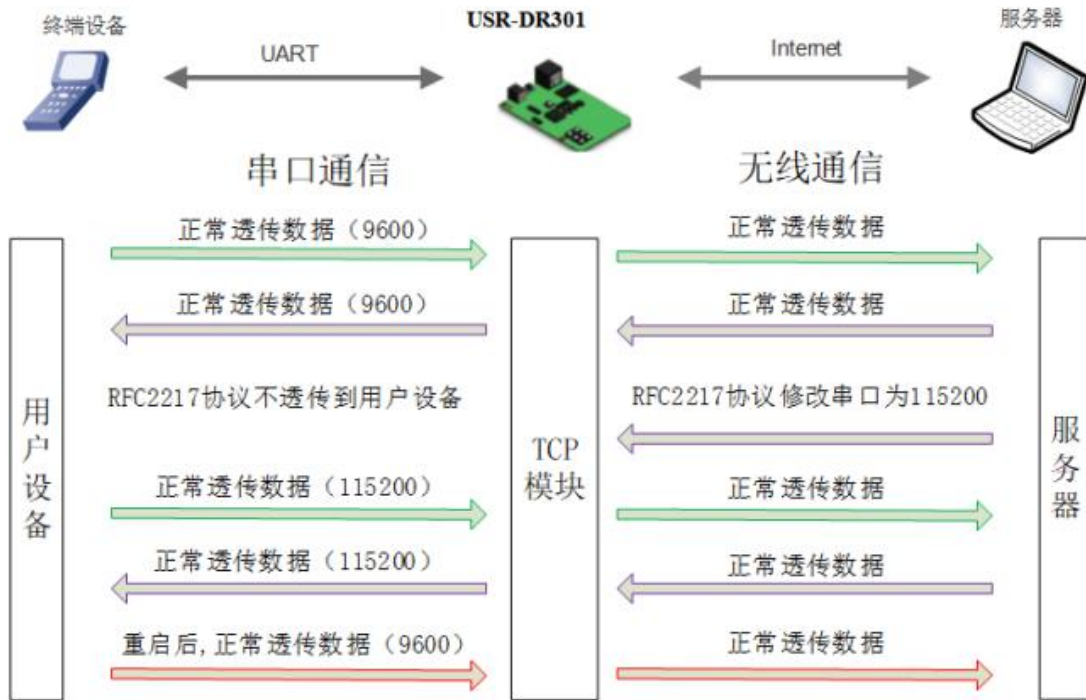 终端设备
USR-DR301
服务器
UART
Internet
串口通信
无线通信
正常透传数据（9600）
正常透传数据
正常透传数据（9600）
正常透传数据
RFC2217协议不透传到用户设备
RFC2217协议修改串口为115200
用户设备
TCP
模块
服务器
正常透传数据（115200）
正常透传数据
正常透传数据（115200）
正常透传数据
重启后,正常透传数据（9600）
正常透传数据